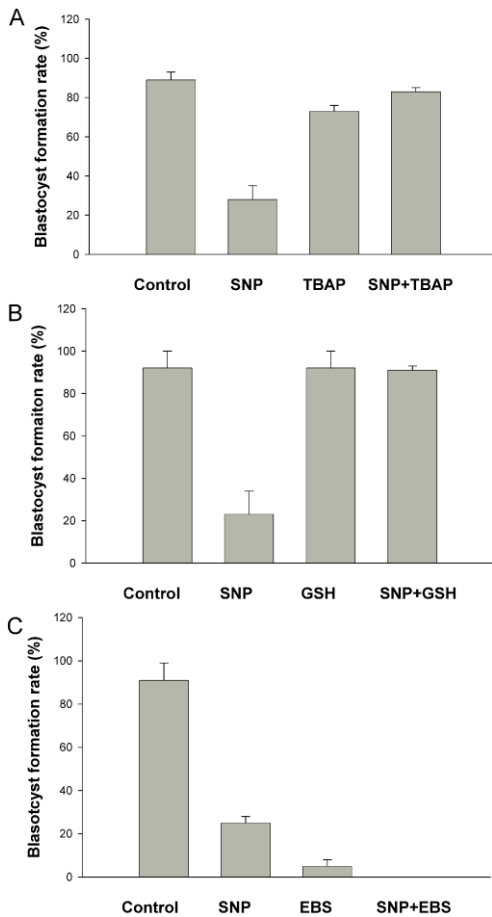 A
Blastocyst formation rate (%)
120
100
80
60
40
20
0
Control SNP TBAP SNP+TBAP
B
Blastocyst formaiton rate (%)
120
100
80
60
40
20
0
Control SNP GSH SNP+GSH
C
Blasotcyst formation rate (%)
120
100
80
60
40
20
0
Control SNP EBS SNP+EBS